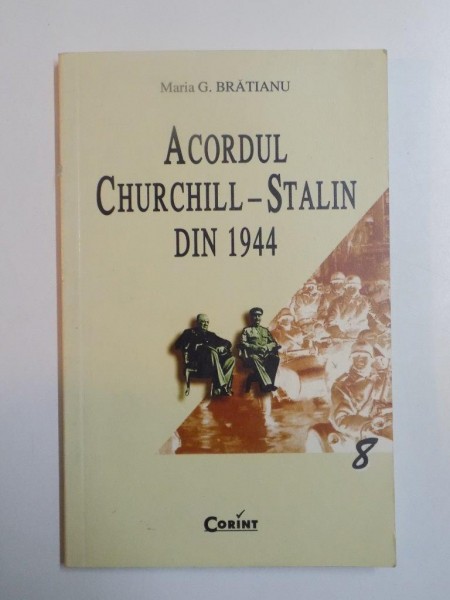 Maria G. BRĂTIANU
ACORDUL
CHURCHILL – STALIN
DIN 1944
8
CORINT